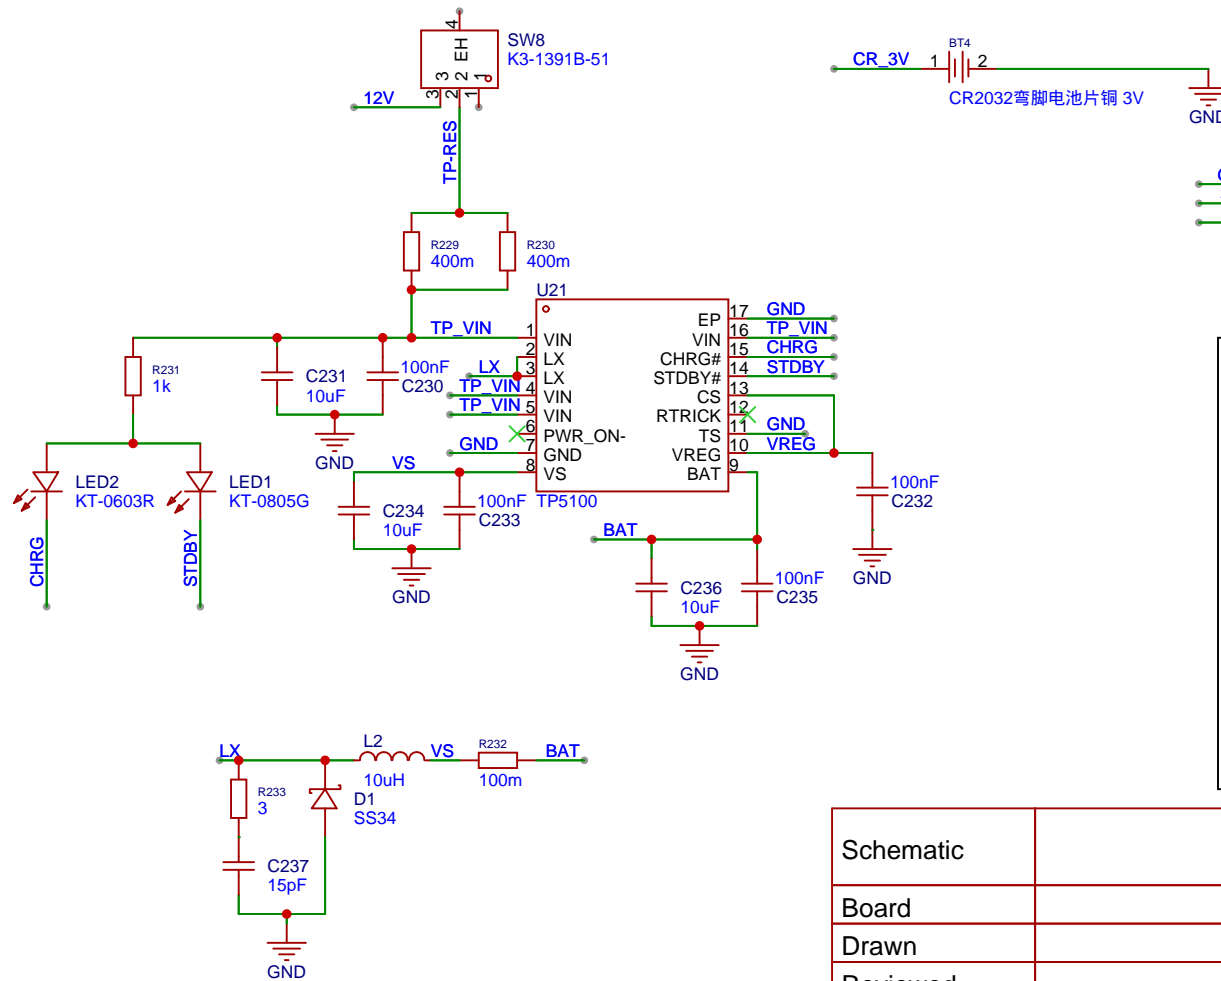 4
EH
SW8
K3-1391B-51
3
2
1
12V
3
2
1
TP-RES
CR_3V
1
BT4
2
CR2032弯脚电池片铜 3V
GND
R229
400m
R230
400m
U21
TP_VIN
1
VIN
2
LX
LX
3
LX
TP_VIN
4
VIN
TP_VIN
5
VIN
6
PWR_ON-
GND
7
GND
VS
8
VS
TP5100
EP
17
GND
VIN
16
TP_VIN
CHRG#
15
CHRG
STDBY#
14
STDBY
CS
13
RTRICK
12
TS
11
GND
VREG
10
VREG
BAT
9
R231
1k
C231
10uF
100nF
C230
GND
LED2
KT-0603R
LED1
KT-0805G
CHRG
STDBY
C234
10uF
100nF
C233
GND
100nF
C232
GND
BAT
C236
10uF
100nF
C235
GND
LX
L2
10uH
VS
R232
100m
BAT
R233
3
D1
SS34
C237
15pF
GND
Schematic
Board
Drawn
Reviewed